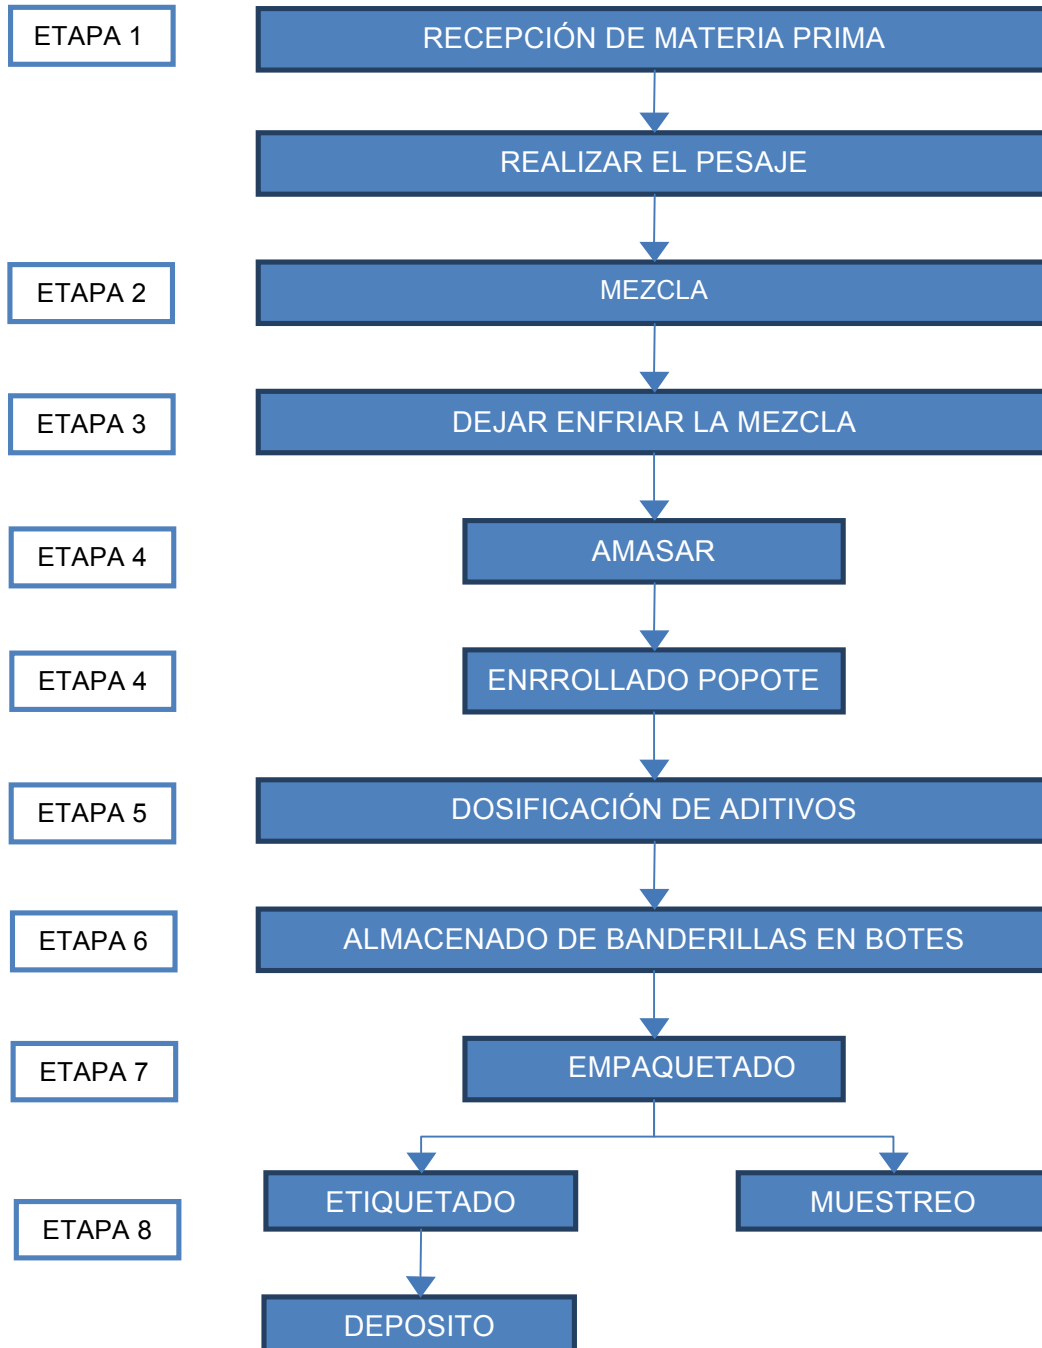 ETAPA 1
RECEPCIÓN DE MATERIA PRIMA
REALIZAR EL PESAJE
ETAPA 2
MEZCLA
ETAPA 3
DEJAR ENFRIAR LA MEZCLA
ETAPA 4
AMASAR
ETAPA 4
ENRROLLADO POPOTE
ETAPA 5
DOSIFICACIÓN DE ADITIVOS
ETAPA 6
ALMACENADO DE BANDERILLAS EN BOTES
ETAPA 7
EMPAQUETADO
ETAPA 8
ETIQUETADO
MUESTREO
DEPOSITO